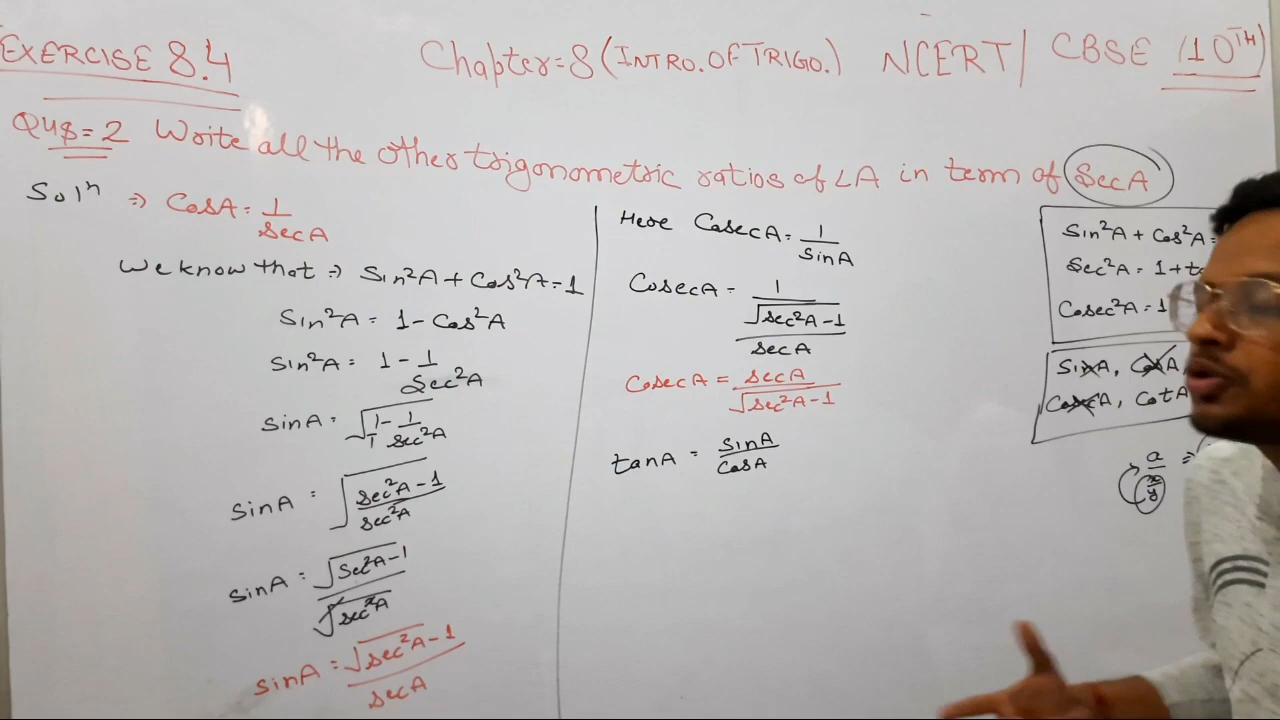 EXERCISE 8.4
Chapter=8 (INTRO. OF TRIGO.) NCERT/ CBSE (10TH)
QUS=2 Write all the other trigonometric ratios of ∠A in term of SecA
Solⁿ ⇒ CosA = 1/secA
We know that ⇒ Sin²A + Cos²A = 1
Sin²A = 1 - Cos²A
Sin²A = 1 - 1/Sec²A
sinA = √(1/1 - 1/sec²A)
sinA = √((sec²A - 1)/sec²A)
sinA = √(Sec²A - 1)/√(sec²A)
sinA = √(sec²A - 1)/secA
Here CosecA = 1/sinA
CosecA = 1/(√(sec²A - 1)/secA)
CosecA = secA/√(sec²A - 1)
tanA = sinA/CosA
Sin²A + Cos²A =
Sec²A = 1 +
Cosec²A = 1
SinA, CosA
CosecA, CotA
a/(x/y) ⇒